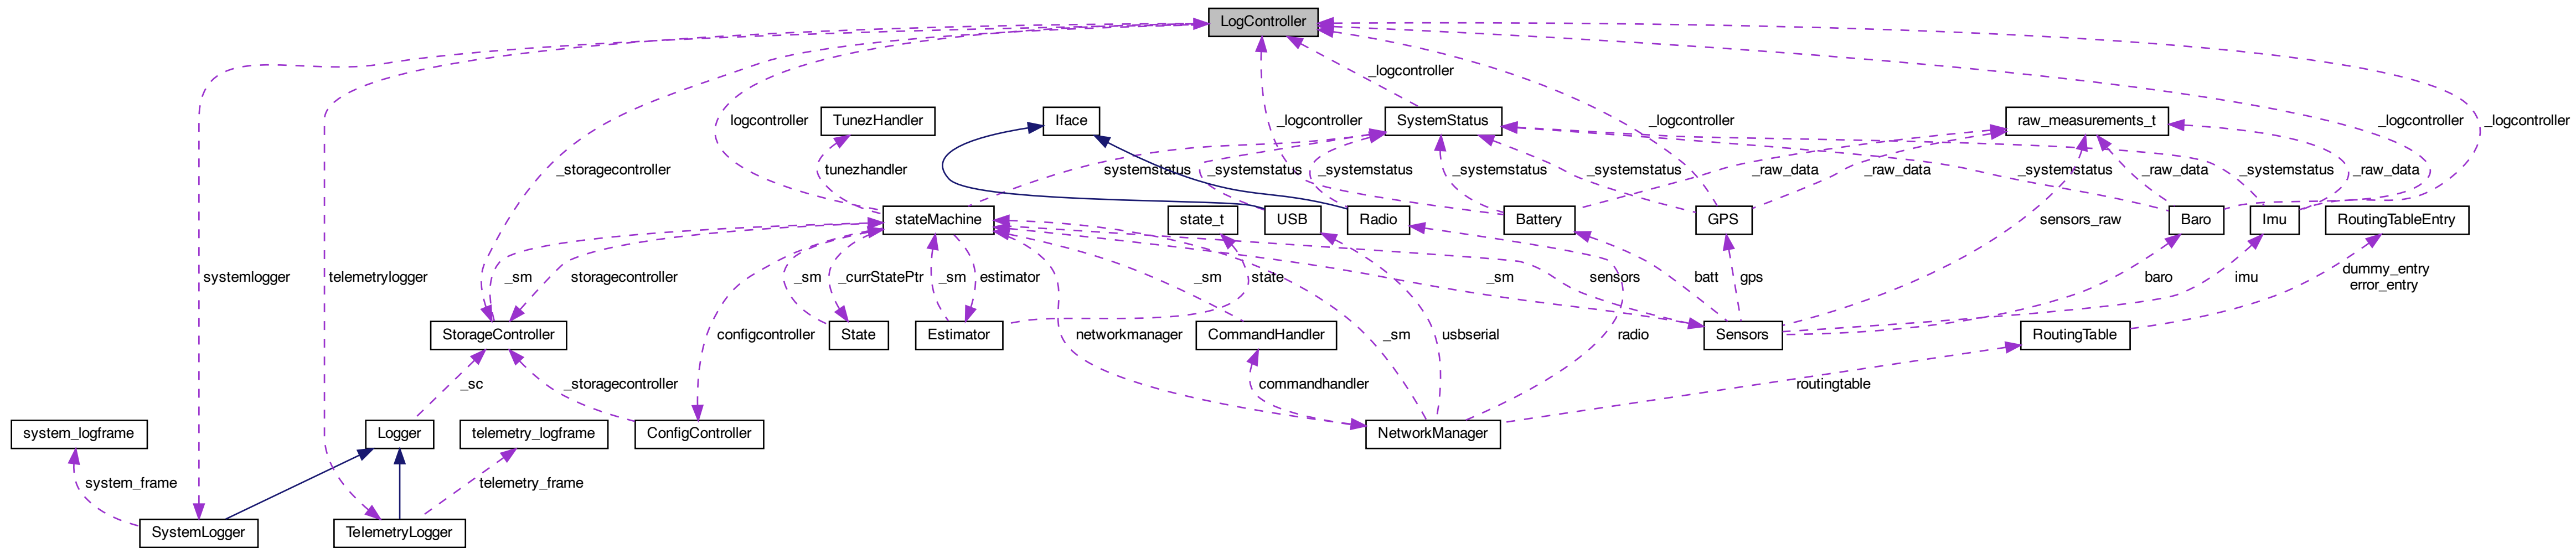 LogController
_logcontroller
TunezHandler
Iface
SystemStatus
raw_measurements_t
logcontroller
_logcontroller
_logcontroller
_logcontroller
_logcontroller
_storagecontroller
tunezhandler
systemstatus
_systemstatus
_systemstatus
_systemstatus
_systemstatus
_raw_data
_raw_data
_systemstatus
_raw_data
_systemstatus
_raw_data
stateMachine
state_t
USB
Radio
Battery
GPS
Baro
Imu
RoutingTableEntry
sensors_raw
systemlogger
telemetrylogger
_sm
storagecontroller
_sm
_currStatePtr
_sm
estimator
state
_sm
_sm
sensors
batt
gps
baro
imu
dummy_entry
error_entry
StorageController
configcontroller
State
Estimator
networkmanager
CommandHandler
_sm
usbserial
radio
Sensors
RoutingTable
_sc
_storagecontroller
commandhandler
routingtable
system_logframe
Logger
telemetry_logframe
ConfigController
NetworkManager
system_frame
telemetry_frame
SystemLogger
TelemetryLogger